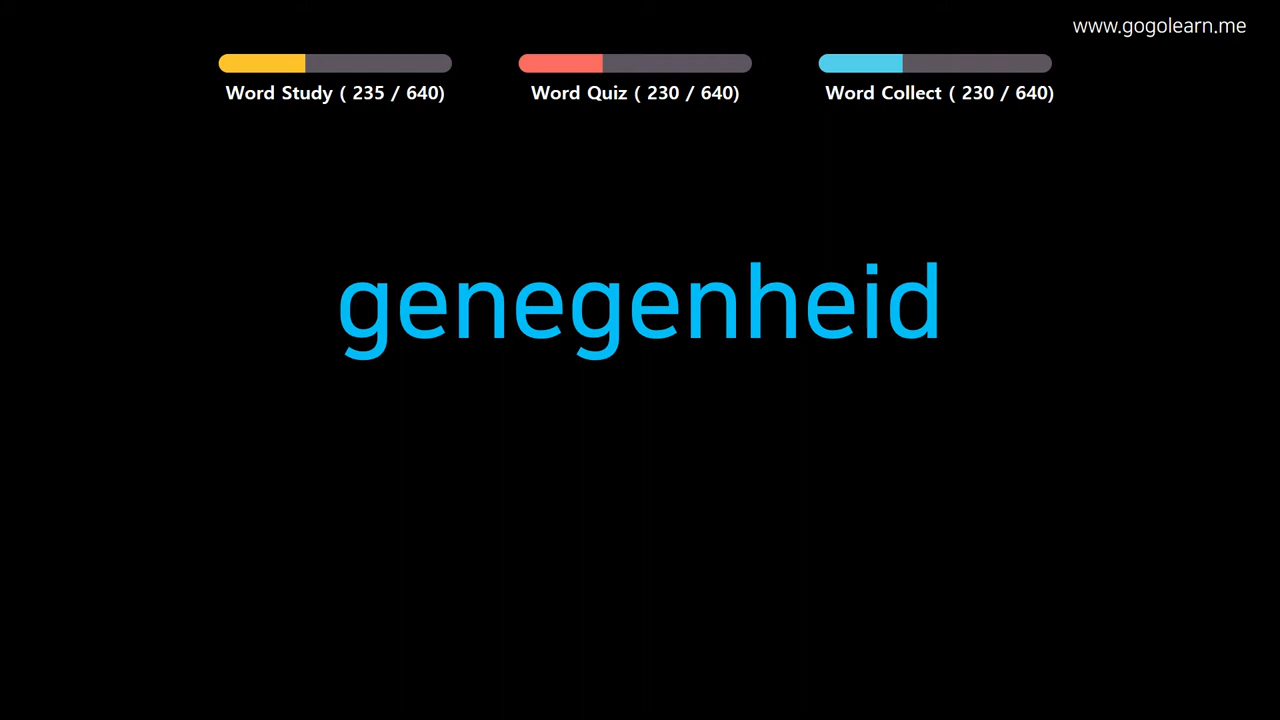 www.gogolearn.me
Word Study ( 235 / 640)
Word Quiz ( 230 / 640)
Word Collect ( 230 / 640)
genegenheid